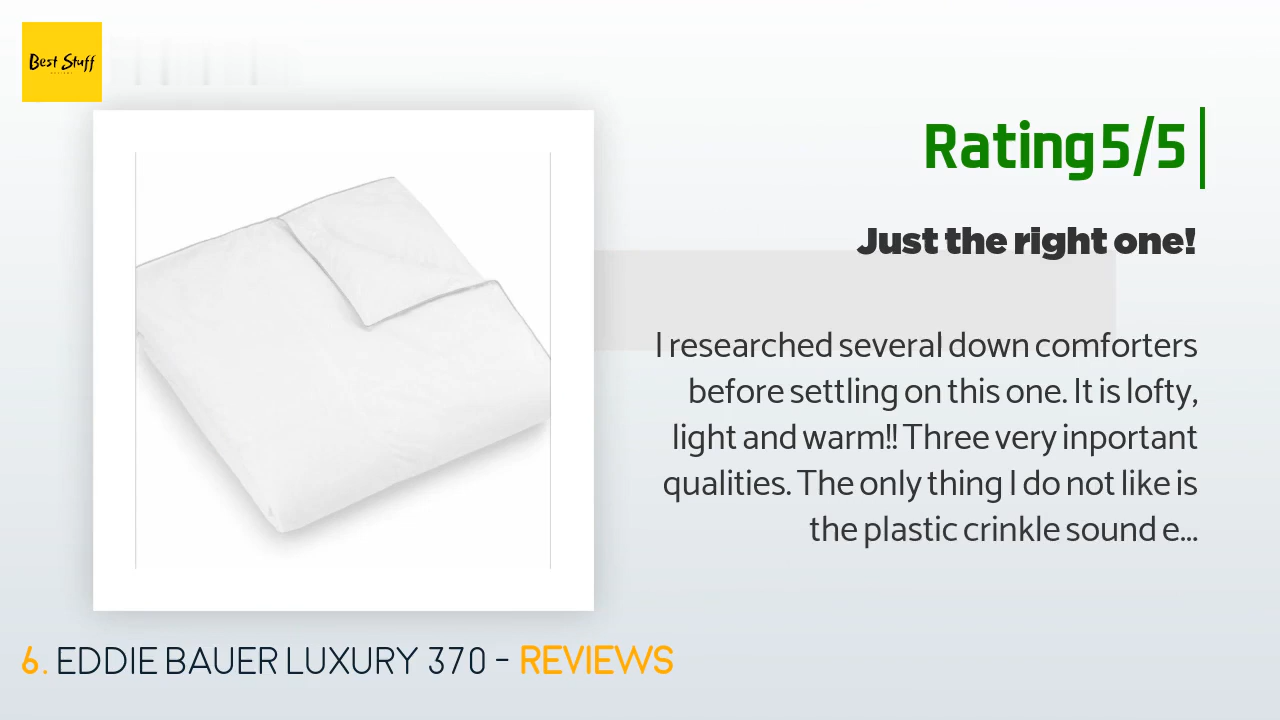 Best Stuff
Rating 5/5
Just the right one!
I researched several down comforters
before settling on this one. It is lofty,
light and warm!! Three very inportant
qualities. The only thing I do not like is
the plastic crinkle sound e...
6. EDDIE BAUER LUXURY 370 - REVIEWS